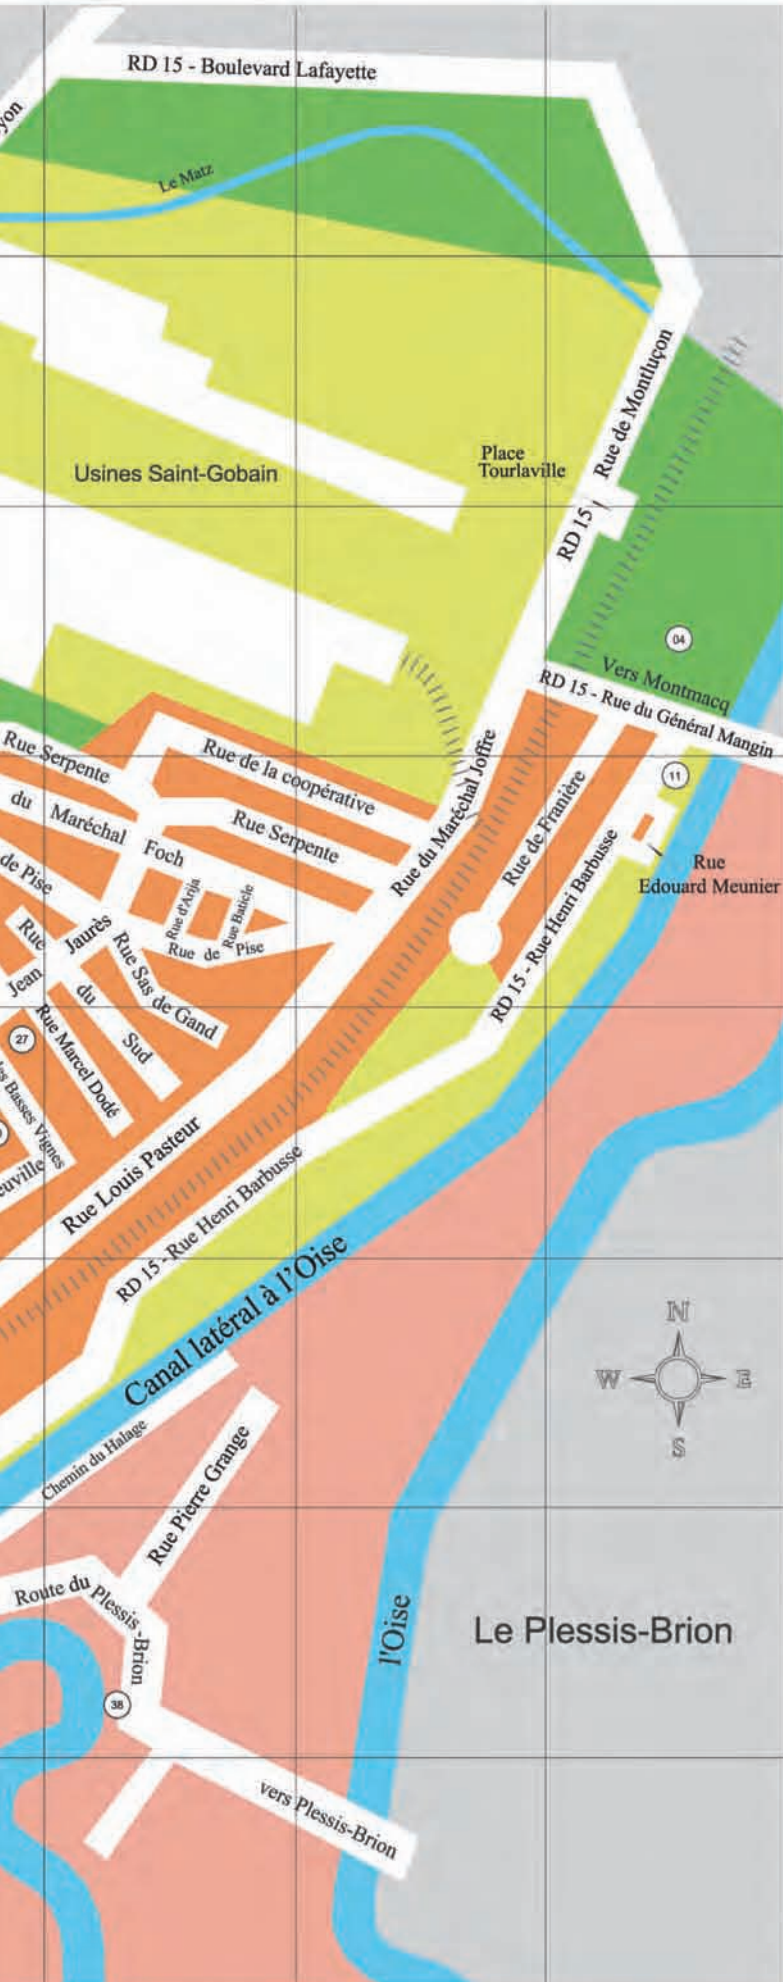 RD 15 - Boulevard Lafayette
yon
Le Matz
Rue de Montluçon
Place
Tourlaville
Usines Saint-Gobain
RD 15
04
Vers Montmacq
RD 15 - Rue du Général Mangin
Rue Serpente
Rue de la coopérative
Rue du Maréchal Joffre
11
Rue de Franière
du Maréchal Foch
Rue Serpente
Rue
Edouard Meunier
de Pise
Rue d'Arija
Rue Baticle
RD 15 - Rue Henri Barbusse
Rue de Pise
Rue
Jean Jaurès
Rue Sas de Gand
du
Sud
27
Rue Marcel Dodé
es Basses Vignes
euville
Rue Louis Pasteur
RD 15 - Rue Henri Barbusse
Canal latéral à l'Oise
N
W
E
S
Chemin du Halage
Rue Pierre Grange
Route du Plessis - Brion
l'Oise
Le Plessis-Brion
38
vers Plessis-Brion